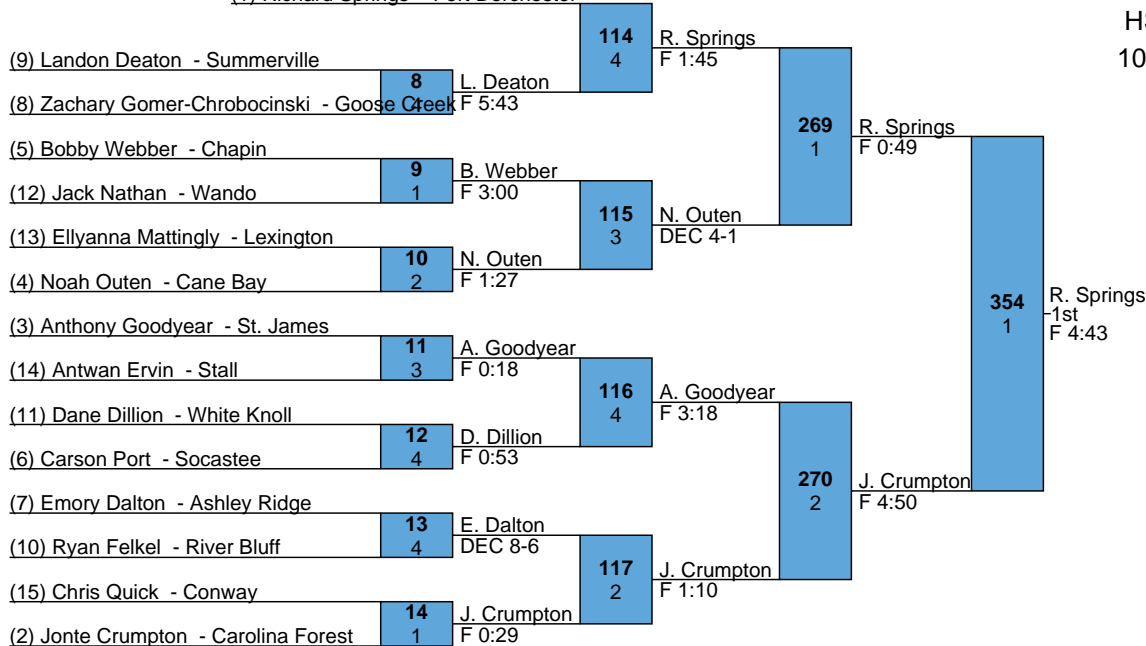 (1) Richard Springs - Fort Dorchester
114
4
R. Springs
F 1:45
(9) Landon Deaton - Summerville
8
4
L. Deaton
F 5:43
(8) Zachary Gomer-Chrobocinski - Goose Creek
269
1
R. Springs
F 0:49
(5) Bobby Webber - Chapin
9
1
B. Webber
F 3:00
(12) Jack Nathan - Wando
115
3
N. Outen
DEC 4-1
(13) Ellyanna Mattingly - Lexington
10
2
N. Outen
F 1:27
(4) Noah Outen - Cane Bay
354
1
R. Springs
1st
F 4:43
(3) Anthony Goodyear - St. James
11
3
A. Goodyear
F 0:18
(14) Antwan Ervin - Stall
116
4
A. Goodyear
F 3:18
(11) Dane Dillion - White Knoll
12
4
D. Dillion
F 0:53
(6) Carson Port - Socastee
270
2
J. Crumpton
F 4:50
(7) Emory Dalton - Ashley Ridge
13
4
E. Dalton
DEC 8-6
(10) Ryan Felkel - River Bluff
117
2
J. Crumpton
F 1:10
(15) Chris Quick - Conway
14
1
J. Crumpton
F 0:29
(2) Jonte Crumpton - Carolina Forest